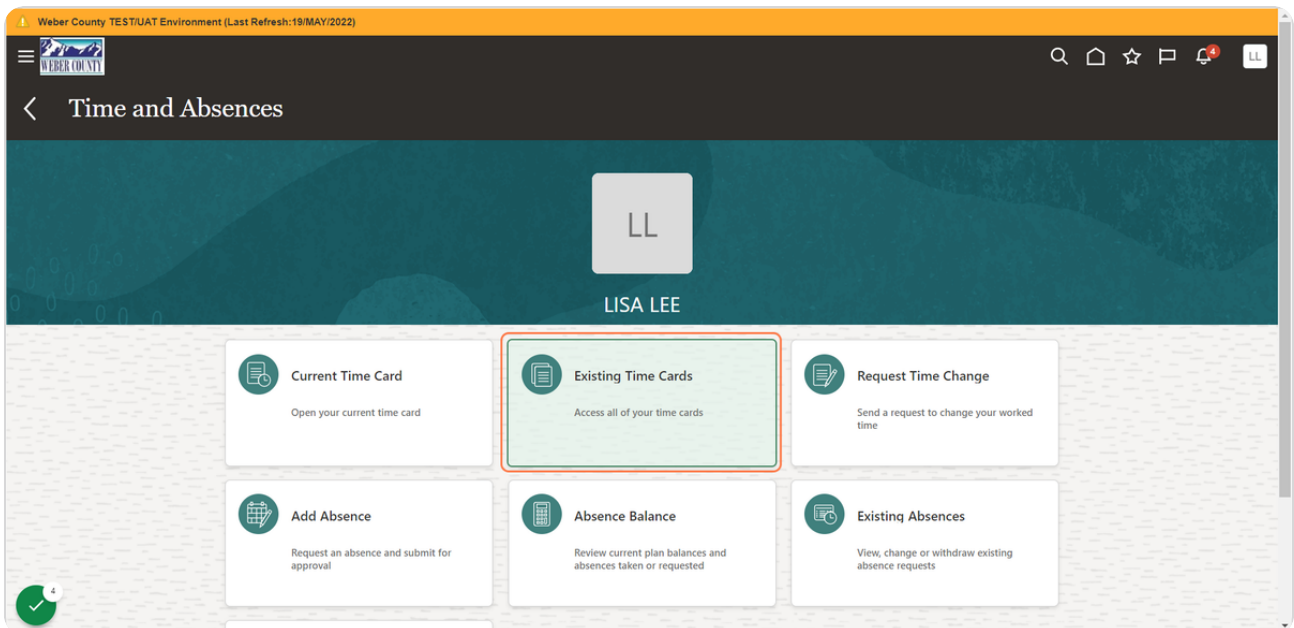 Weber County TEST/UAT Environment (Last Refresh:19/MAY/2022)
WEBER COUNTY
4
LL
Time and Absences
LL
LISA LEE
Current Time Card
Open your current time card
Existing Time Cards
Access all of your time cards
Request Time Change
Send a request to change your worked
time
Add Absence
Request an absence and submit for
approval
Absence Balance
Review current plan balances and
absences taken or requested
Existing Absences
View, change or withdraw existing
absence requests
4